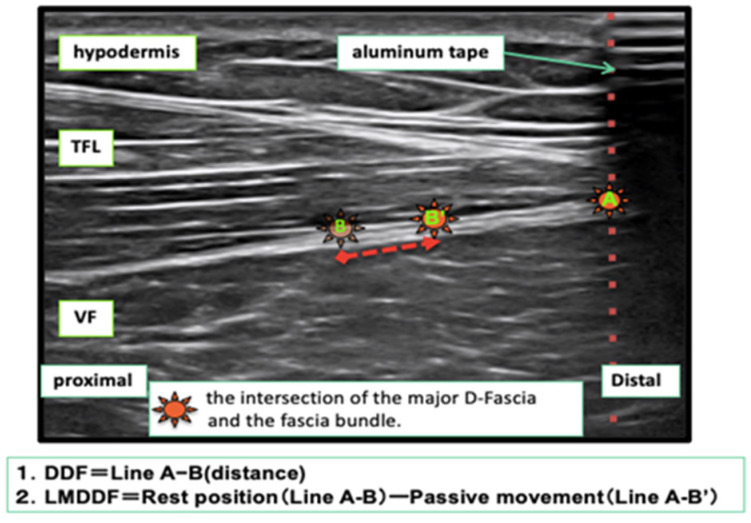 hypodermis
aluminum tape
TFL
A
B
B'
VF
proximal
Distal
the intersection of the major D-Fascia
and the fascia bundle.
1. DDF＝Line A−B(distance)
2. LMDDF＝Rest position（Line A-B）—Passive movement（Line A-B'）